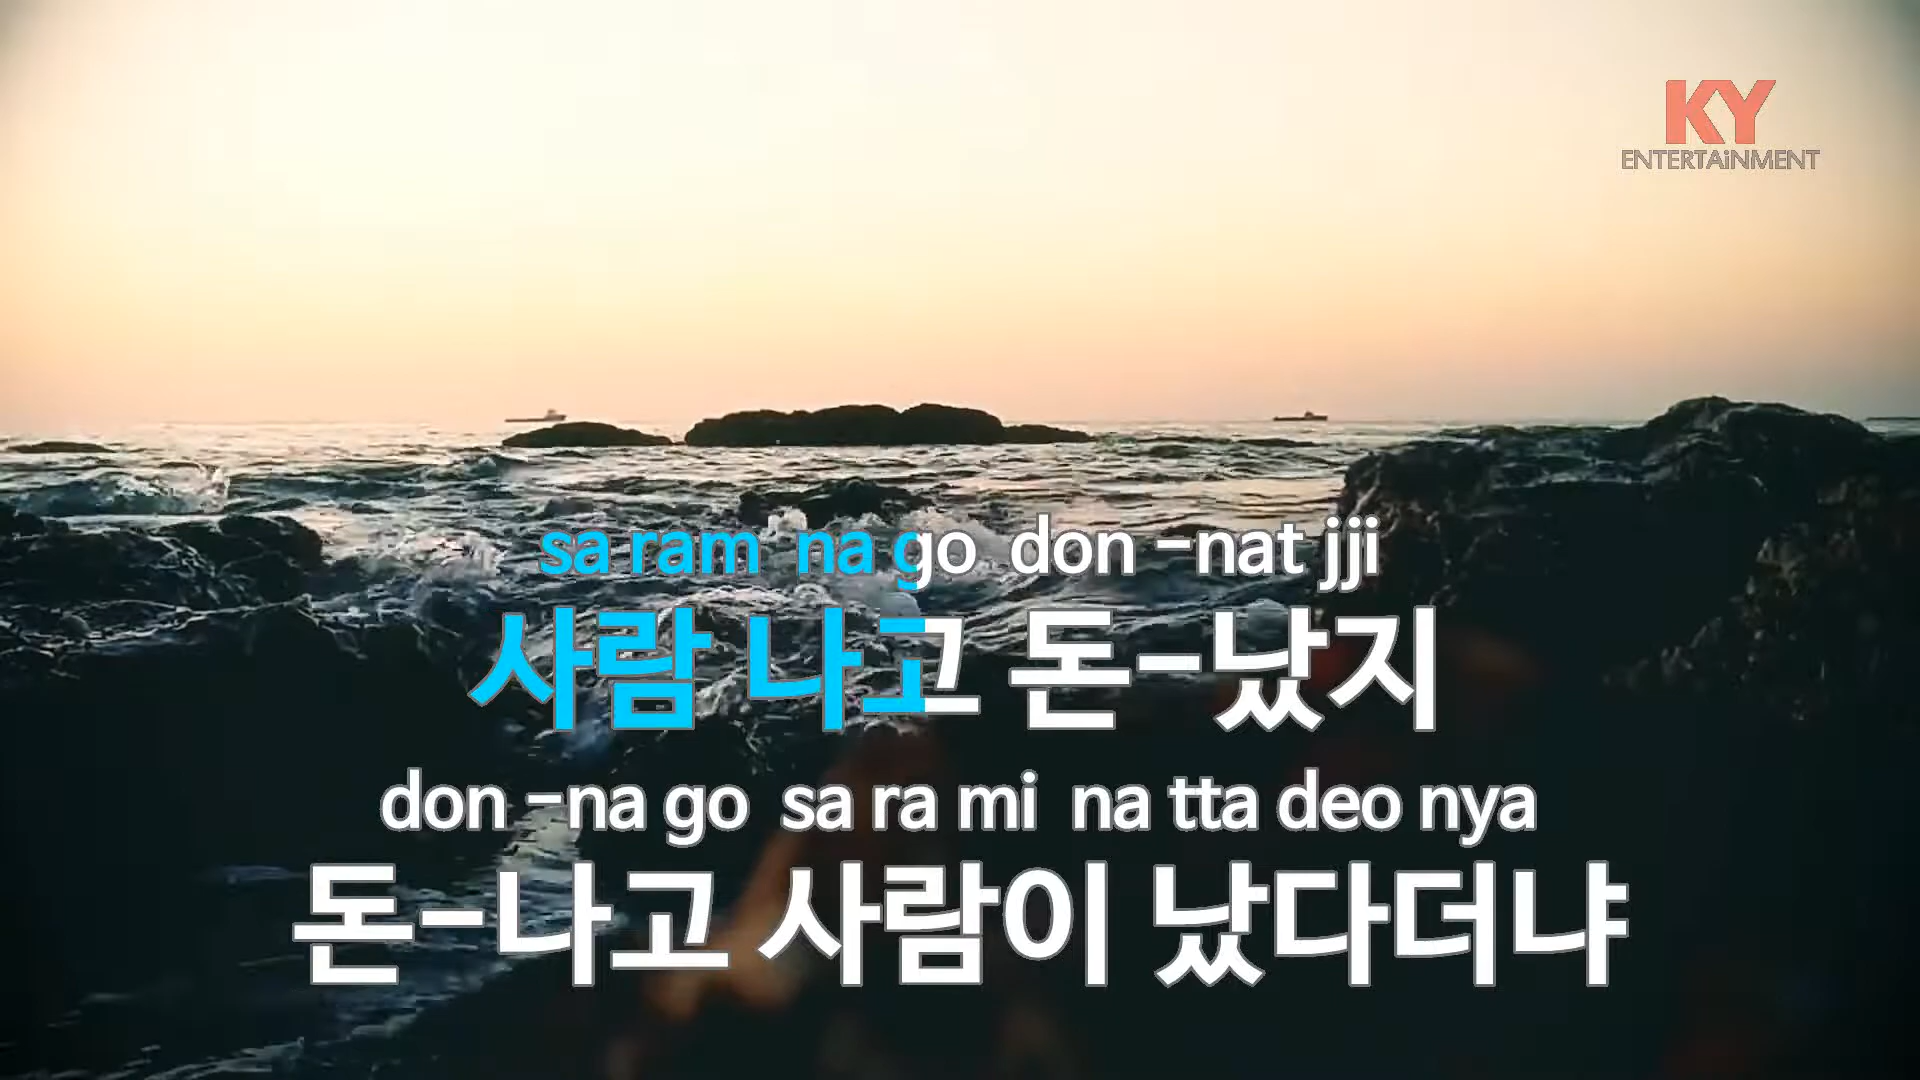 KY
ENTERTAiNMENT
sa ram na go don -nat jji
사람 나고 돈-났지
don -na go sa ra mi na tta deo nya
돈-나고 사람이 났다더냐